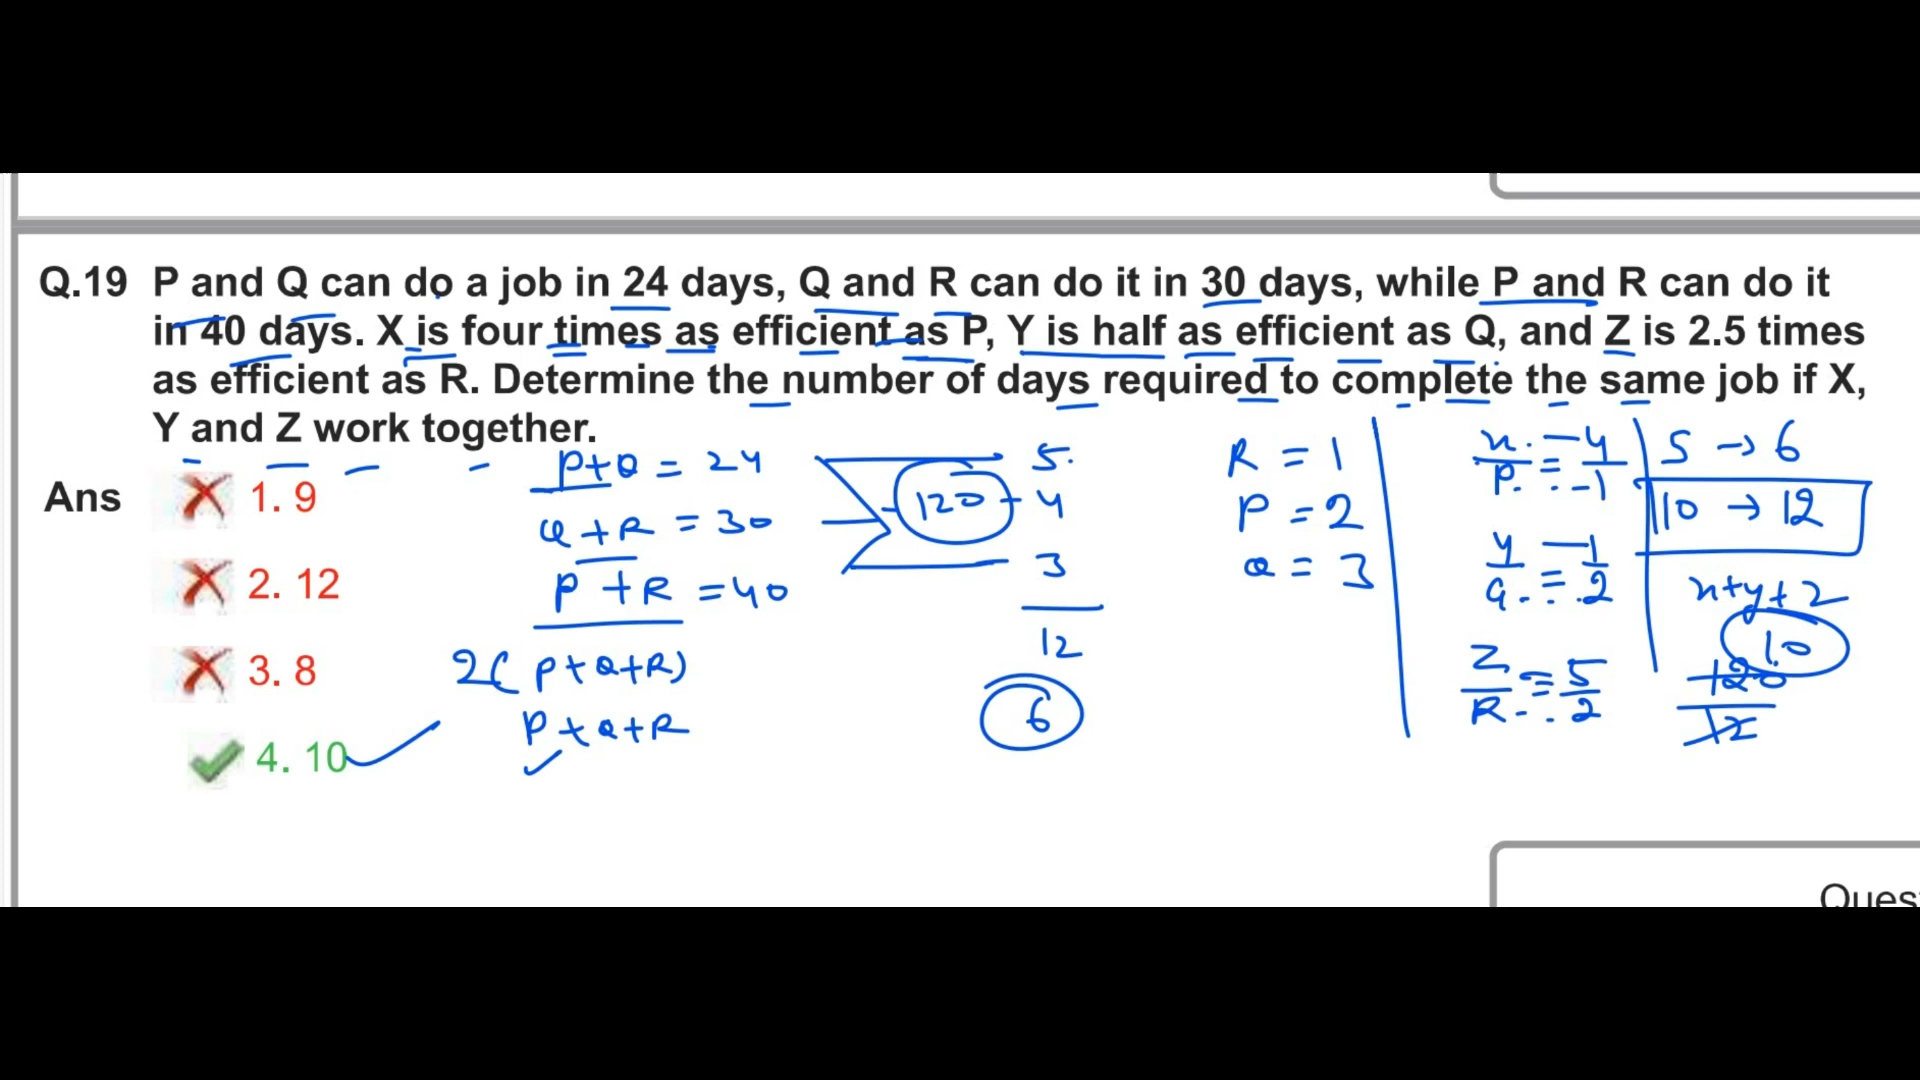 Q.19 P and Q can do a job in 24 days, Q and R can do it in 30 days, while P and R can do it
in 40 days. X is four times as efficient as P, Y is half as efficient as Q, and Z is 2.5 times
as efficient as R. Determine the number of days required to complete the same job if X,
Y and Z work together.
Ans
1. 9
2. 12
3. 8
4. 10
P+Q = 24
Q+R = 30
P+R = 40
2(P+Q+R)
P+Q+R
120
5
4
3
12
6
R = 1
P = 2
Q = 3
x/P = 4/1
y/Q = 1/2
Z/R = 5/2
5 → 6
10 → 12
x+y+z
10
120
12
Ques